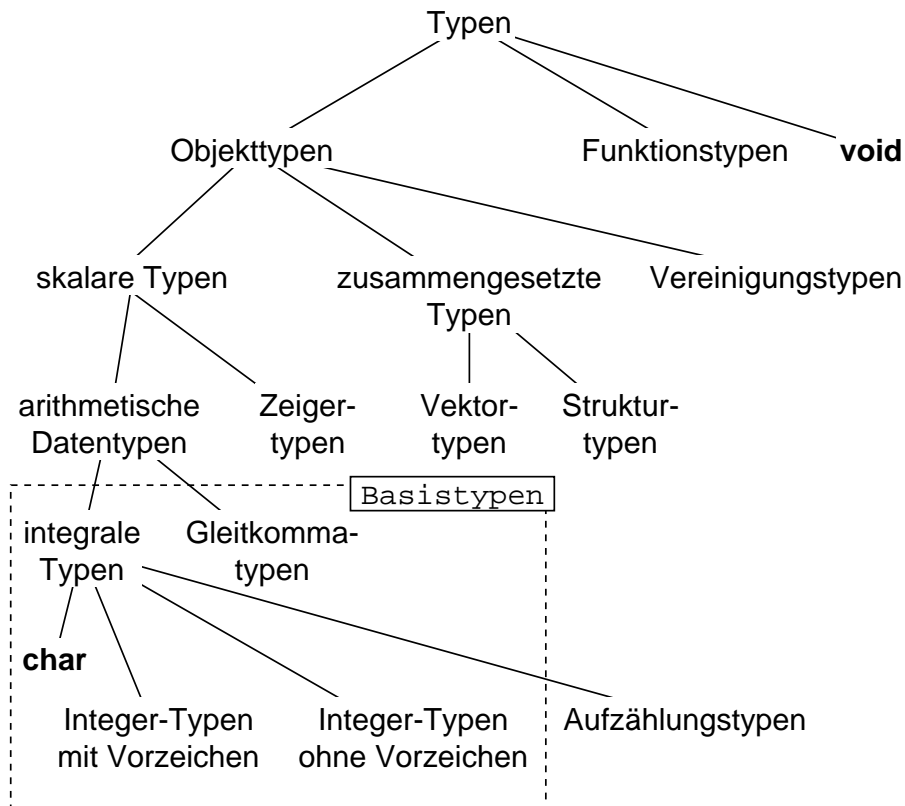 Typen
Objekttypen Funktionstypen void
skalare Typen zusammengesetzte Vereinigungstypen
Typen
arithmetische Zeiger- Vektor- Struktur-
Datentypen typen typen typen
Basistypen
integrale Gleitkomma-
Typen typen
char
Integer-Typen Integer-Typen Aufzählungstypen
mit Vorzeichen ohne Vorzeichen